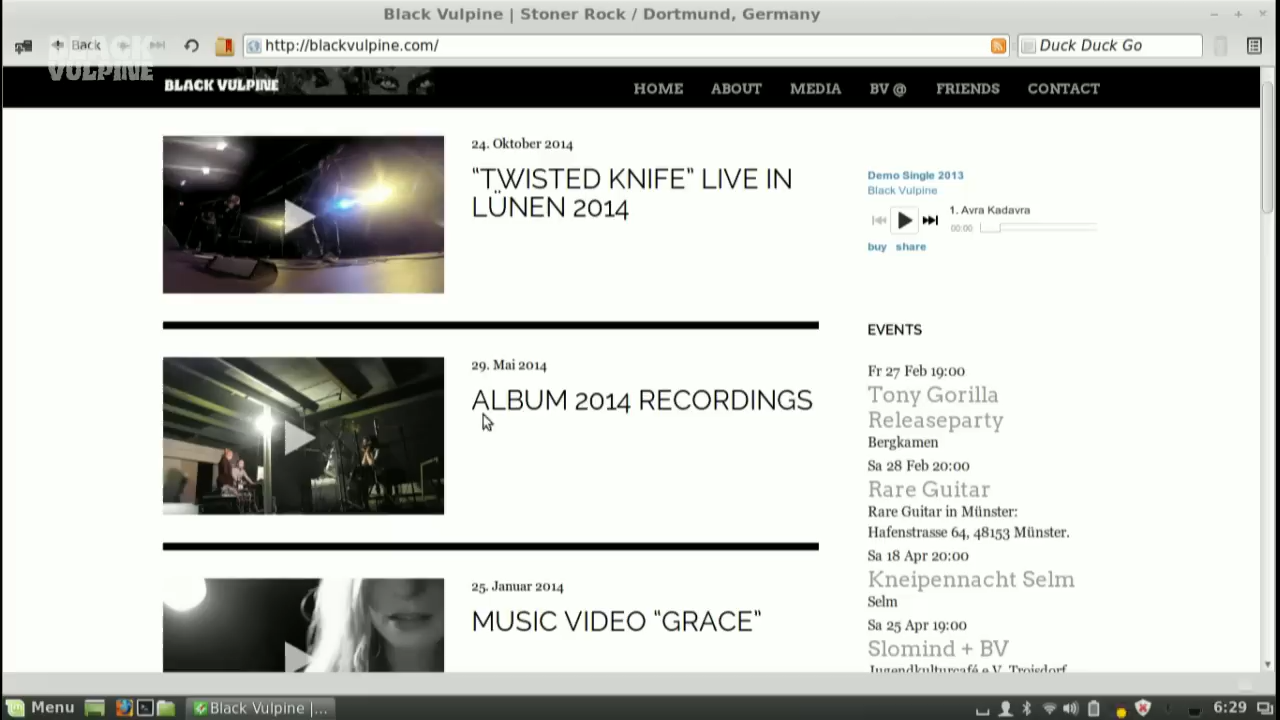 Black Vulpine | Stoner Rock / Dortmund, Germany
Back
http://blackvulpine.com/
Duck Duck Go
BLACK
VULPINE
BLACK VULPINE
HOME ABOUT MEDIA BV @ FRIENDS CONTACT
24. Oktober 2014
“TWISTED KNIFE” LIVE IN
LÜNEN 2014
29. Mai 2014
ALBUM 2014 RECORDINGS
25. Januar 2014
MUSIC VIDEO “GRACE”
Demo Single 2013
Black Vulpine
1. Avra Kadavra
00:00
buy share
EVENTS
Fr 27 Feb 19:00
Tony Gorilla
Releaseparty
Bergkamen
Sa 28 Feb 20:00
Rare Guitar
Rare Guitar in Münster:
Hafenstrasse 64, 48153 Münster.
Sa 18 Apr 20:00
Kneipennacht Selm
Selm
Sa 25 Apr 19:00
Slomind + BV
Jugendkulturcafé e.V. Troisdorf
Menu
Black Vulpine |...
6:29